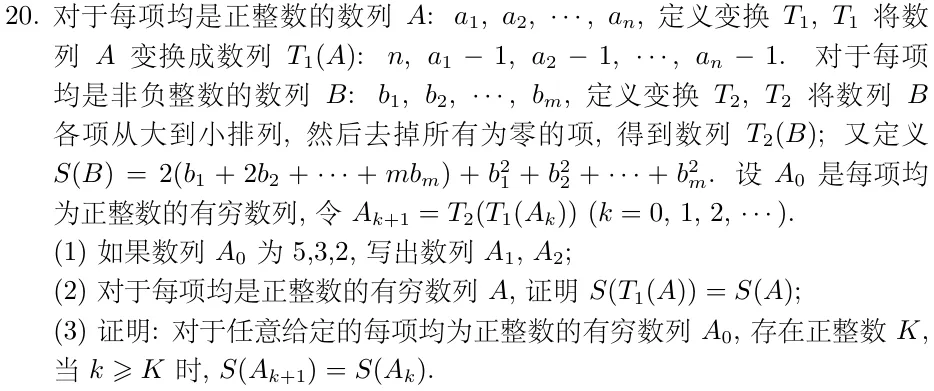 20. 对于每项均是正整数的数列 A: a₁, a₂, ⋯, aₙ, 定义变换 T₁, T₁ 将数
列 A 变换成数列 T₁(A): n, a₁ − 1, a₂ − 1, ⋯, aₙ − 1. 对于每项
均是非负整数的数列 B: b₁, b₂, ⋯, bₘ, 定义变换 T₂, T₂ 将数列 B
各项从大到小排列, 然后去掉所有为零的项, 得到数列 T₂(B); 又定义
S(B) = 2(b₁ + 2b₂ + ⋯ + mbₘ) + b₁² + b₂² + ⋯ + bₘ². 设 A₀ 是每项均
为正整数的有穷数列, 令 Aₖ₊₁ = T₂(T₁(Aₖ)) (k = 0, 1, 2, ⋯).
(1) 如果数列 A₀ 为 5,3,2, 写出数列 A₁, A₂;
(2) 对于每项均是正整数的有穷数列 A, 证明 S(T₁(A)) = S(A);
(3) 证明: 对于任意给定的每项均为正整数的有穷数列 A₀, 存在正整数 K,
当 k ⩾ K 时, S(Aₖ₊₁) = S(Aₖ).